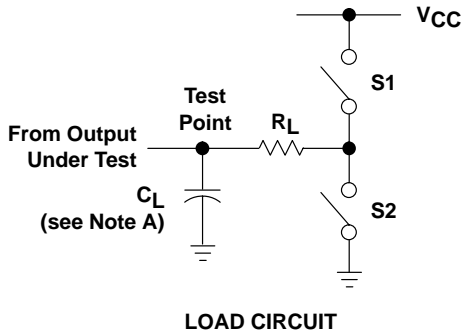 VCC
S1
Test
Point
RL
From Output
Under Test
CL
(see Note A)
S2
LOAD CIRCUIT